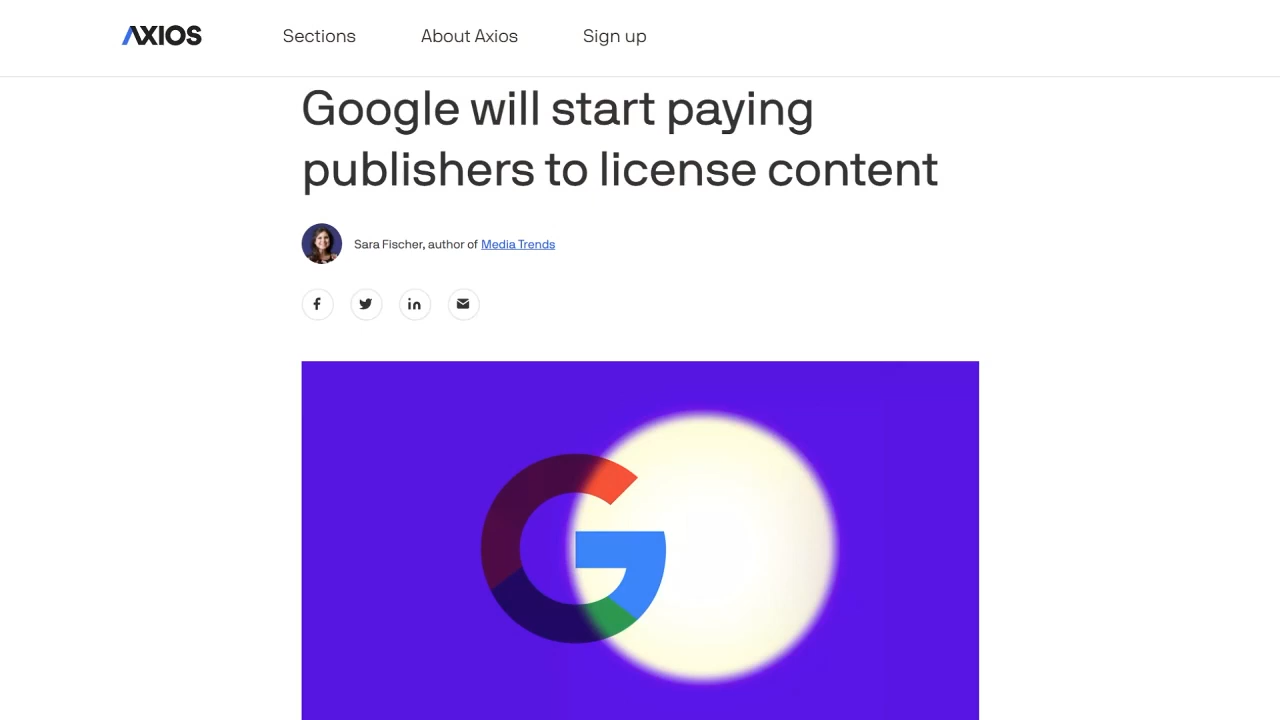 AXIOS
Sections
About Axios
Sign up
Google will start paying
publishers to license content
Sara Fischer, author of Media Trends